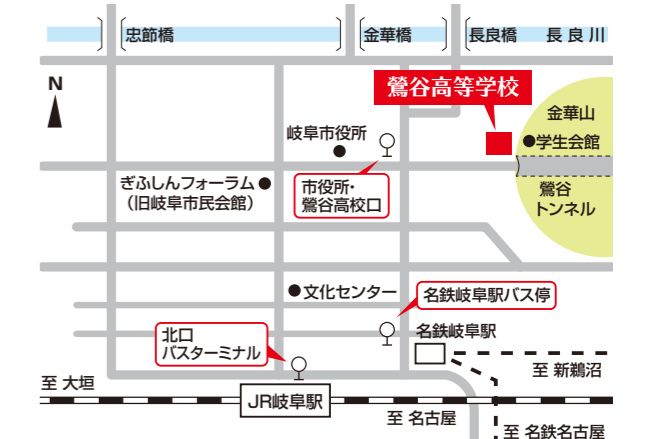 忠節橋
金華橋
長良橋
長良川
N
鶯谷高等学校
金華山
岐阜市役所
学生会館
ぎふしんフォーラム
（旧岐阜市民会館）
市役所・
鶯谷高校口
鶯谷
トンネル
文化センター
名鉄岐阜駅バス停
北口
バスターミナル
名鉄岐阜駅
至 新鵜沼
至 大垣
JR岐阜駅
至 名古屋
至 名鉄名古屋